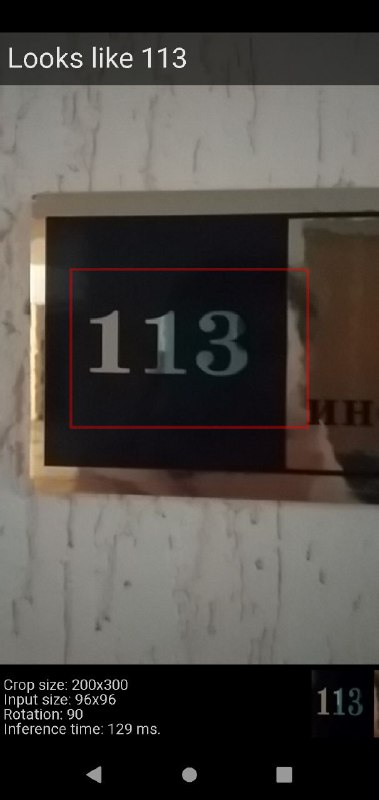 Looks like 113
113
ин
Crop size: 200x300
Input size: 96x96
Rotation: 90
Inference time: 129 ms.
113